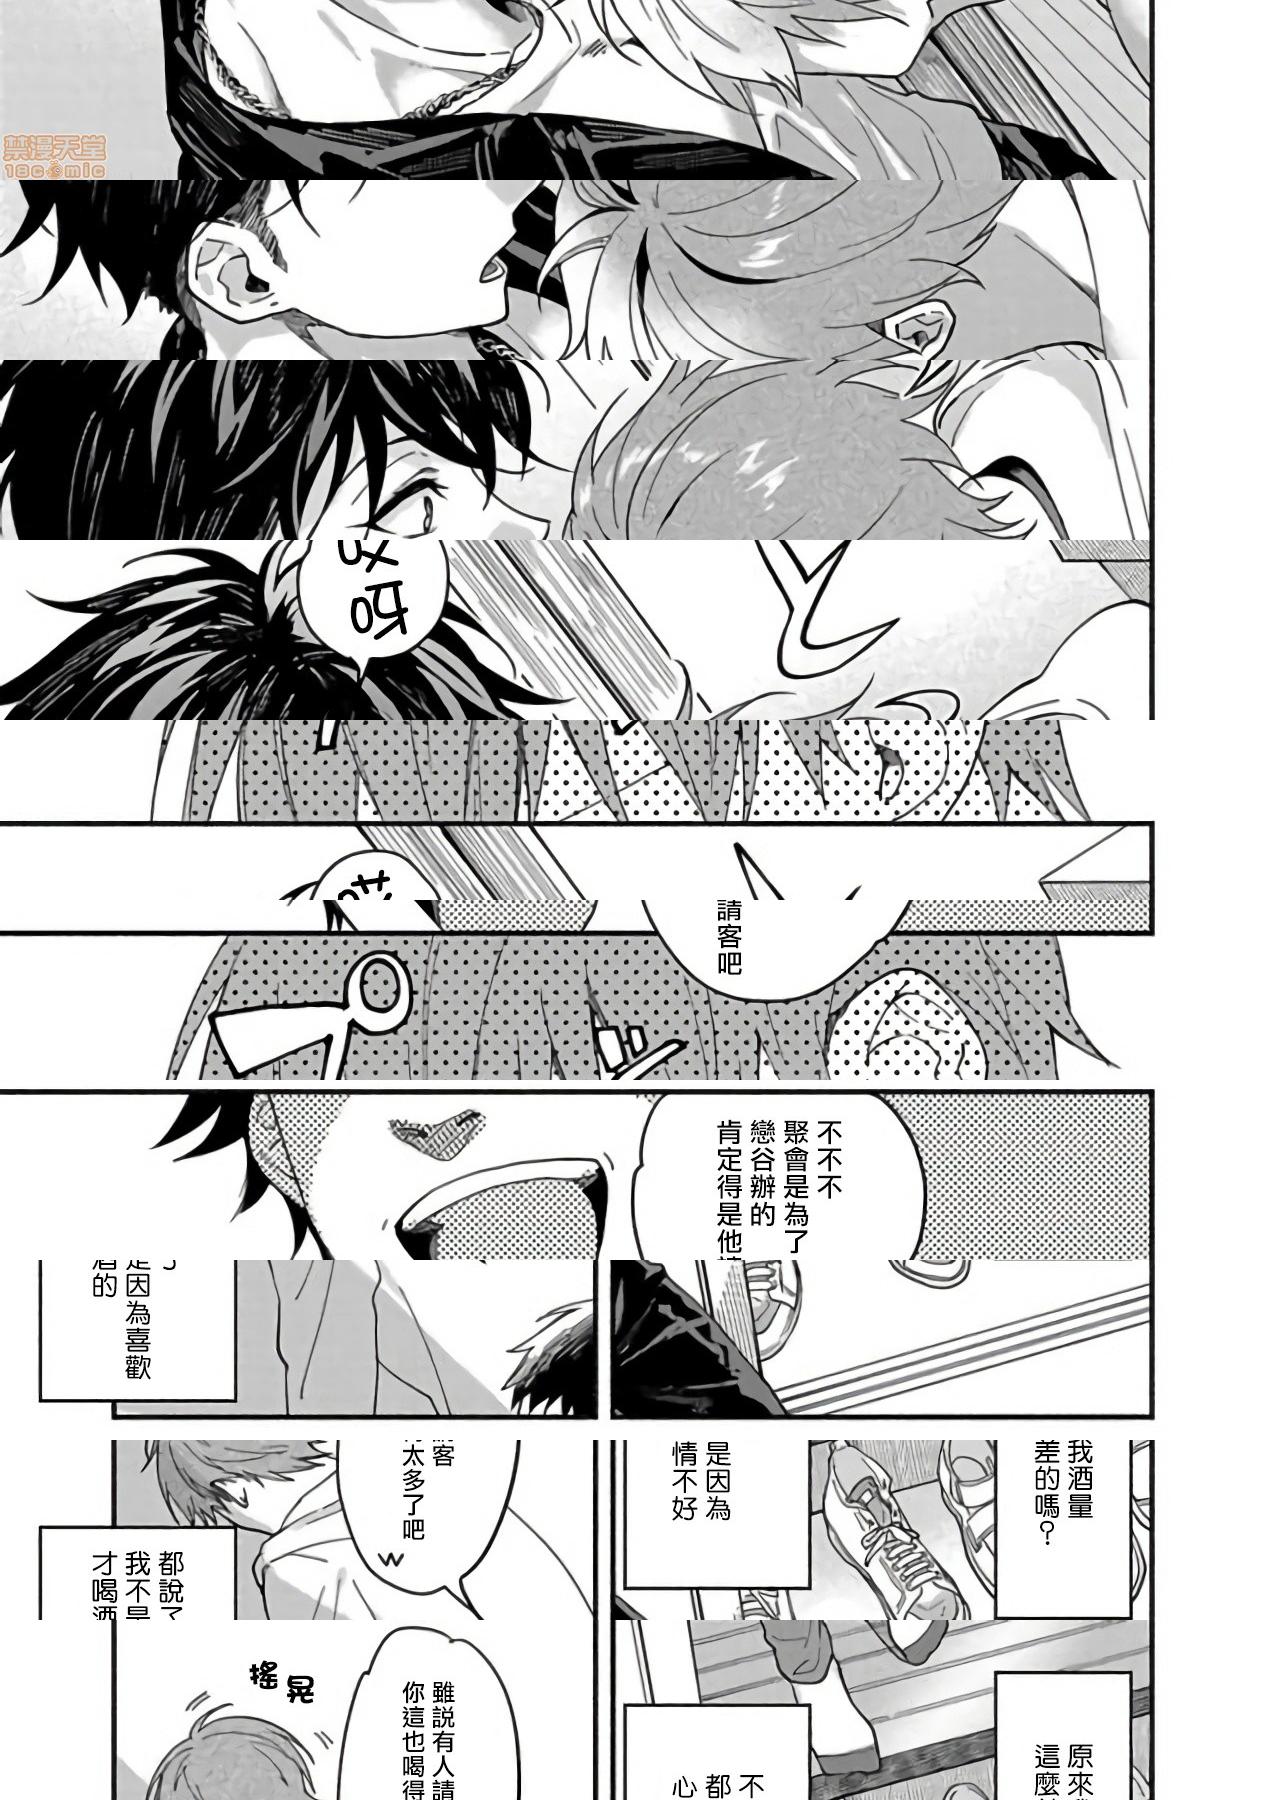 禁漫天堂
18comic
原來我酒量
這麼差的嗎?
不
都是因為
心情不好
雖說有人請客
你這也喝得有太多了吧
w
搖晃
都說了
我不是因為喜歡
才喝酒的
不不不
聚會是為了
戀谷辦的
肯定得是他請客吧